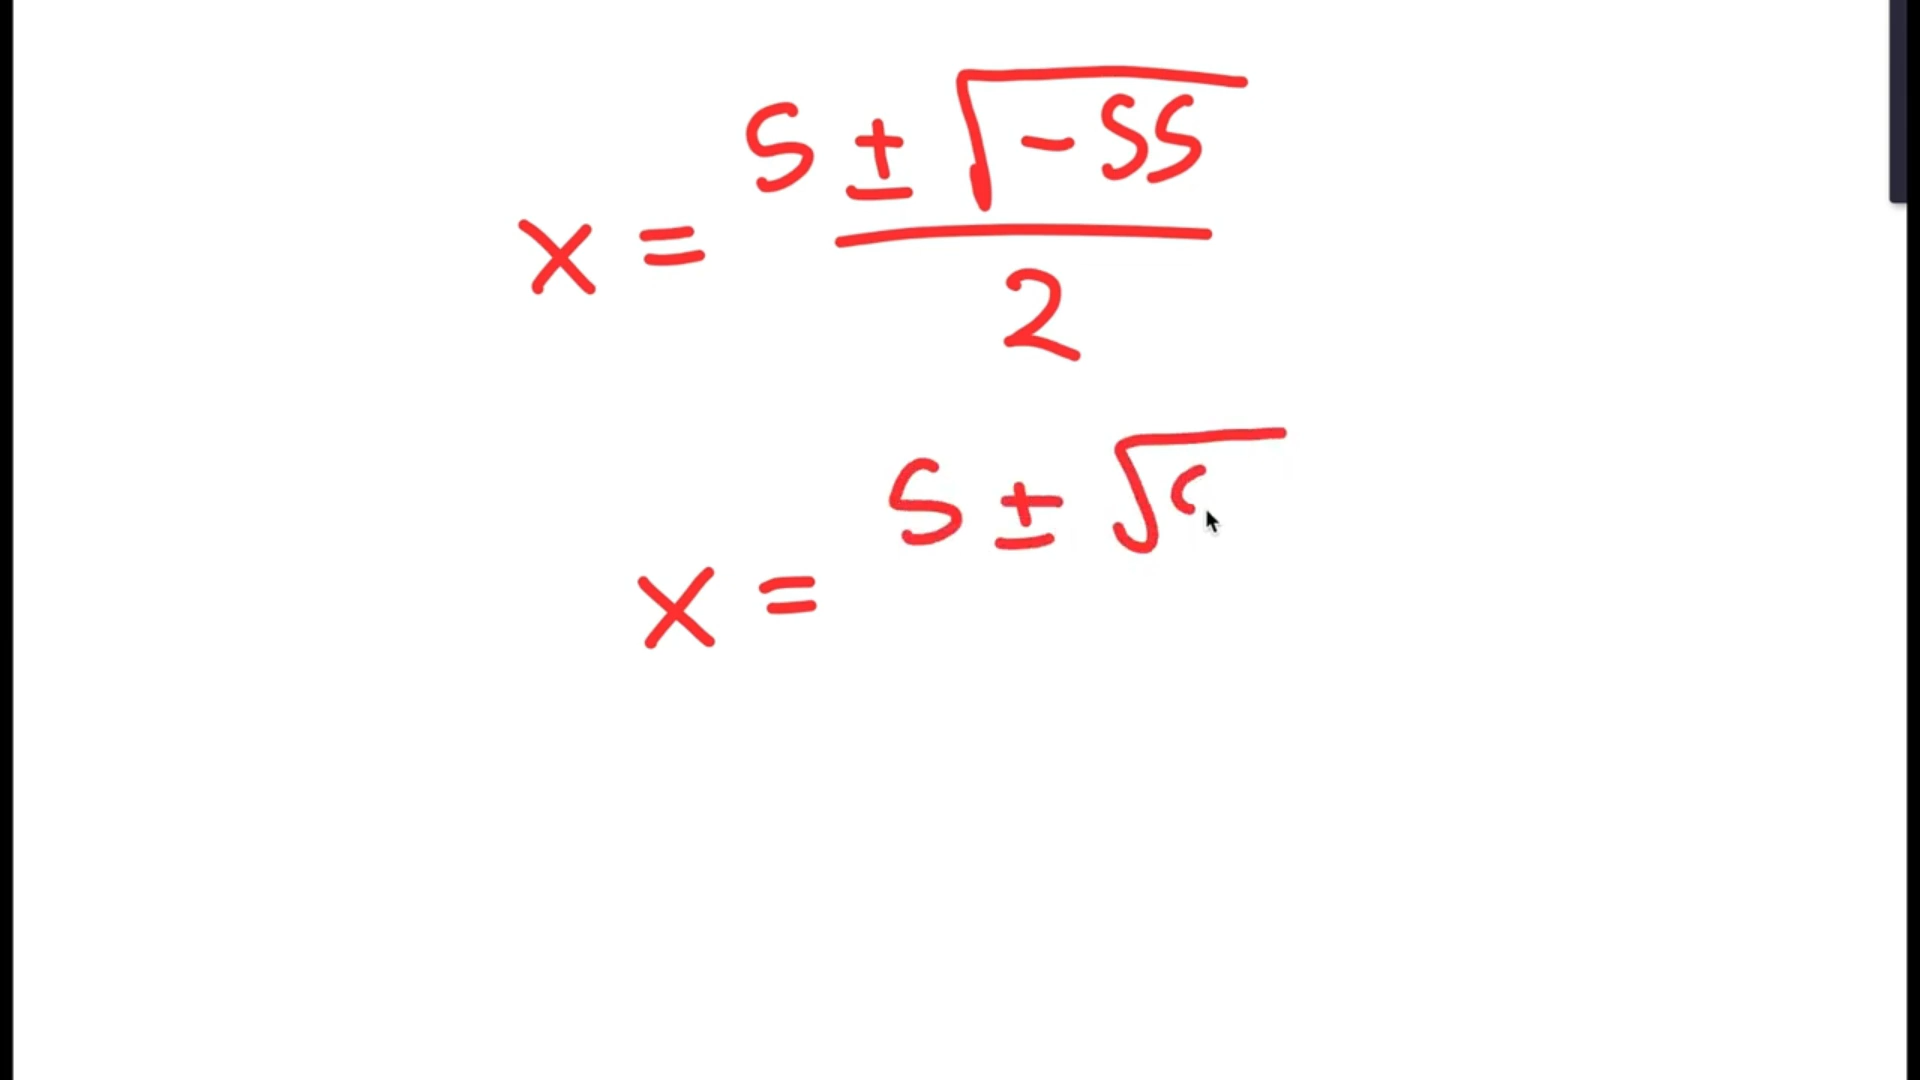 x = 5 ± √-55 / 2
x = 5 ± √